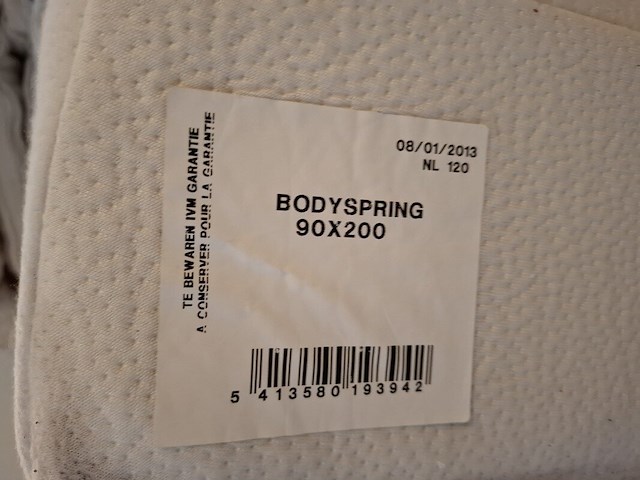 08/01/2013
NL 120
BODYSPRING
90X200
TE BEWAREN IVM GARANTIE
A CONSERVER POUR LA GARANTIE
5 413580 193942